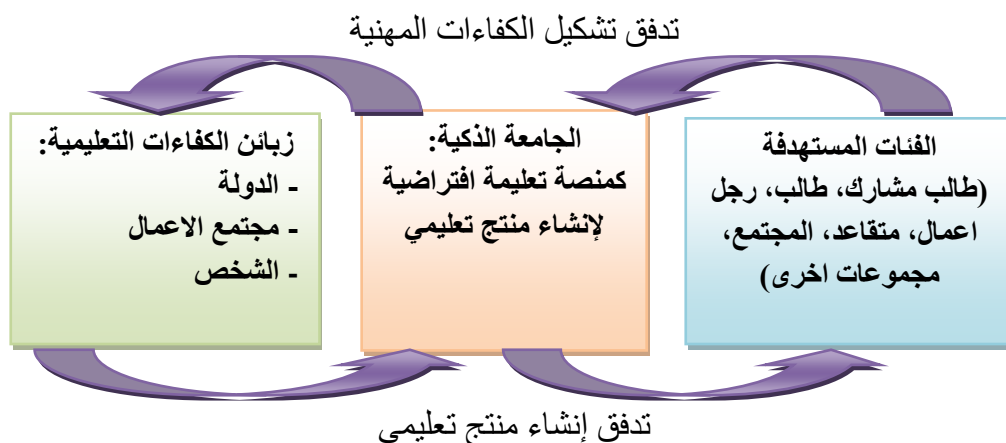 تدفق تشكيل الكفاءات المهنية
الفئات المستهدفة
(طالب مشارك، طالب، رجل
اعمال، متقاعد، المجتمع،
مجموعات اخرى)
الجامعة الذكية:
كمنصة تعليمة افتراضية
لإنشاء منتج تعليمي
زبائن الكفاءات التعليمية:
- الدولة
- مجتمع الاعمال
- الشخص
تدفق إنشاء منتج تعليمي